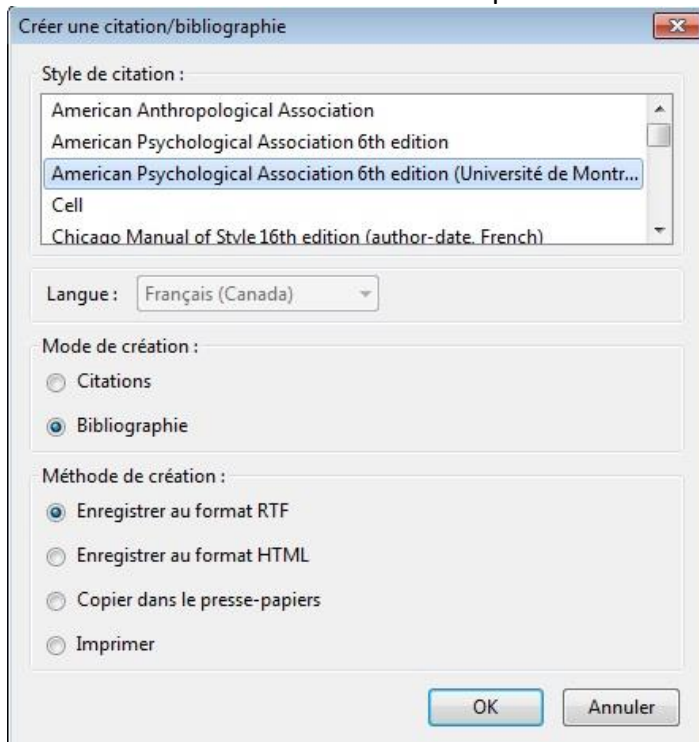 Créer une citation/bibliographie
Style de citation :
American Anthropological Association
American Psychological Association 6th edition
American Psychological Association 6th edition (Université de Montr...
Cell
Chicago Manual of Style 16th edition (author-date, French)
Langue : Français (Canada)
Mode de création :
Citations
Bibliographie
Méthode de création :
Enregistrer au format RTF
Enregistrer au format HTML
Copier dans le presse-papiers
Imprimer
OK Annuler